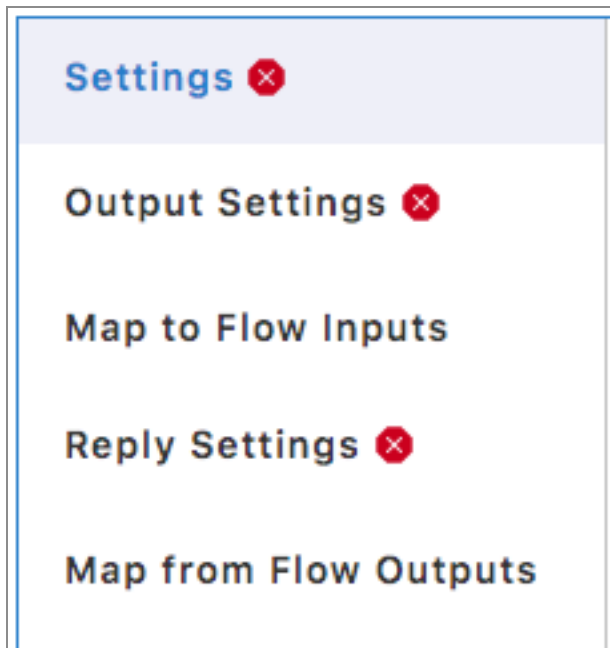 Settings
Output Settings
Map to Flow Inputs
Reply Settings
Map from Flow Outputs